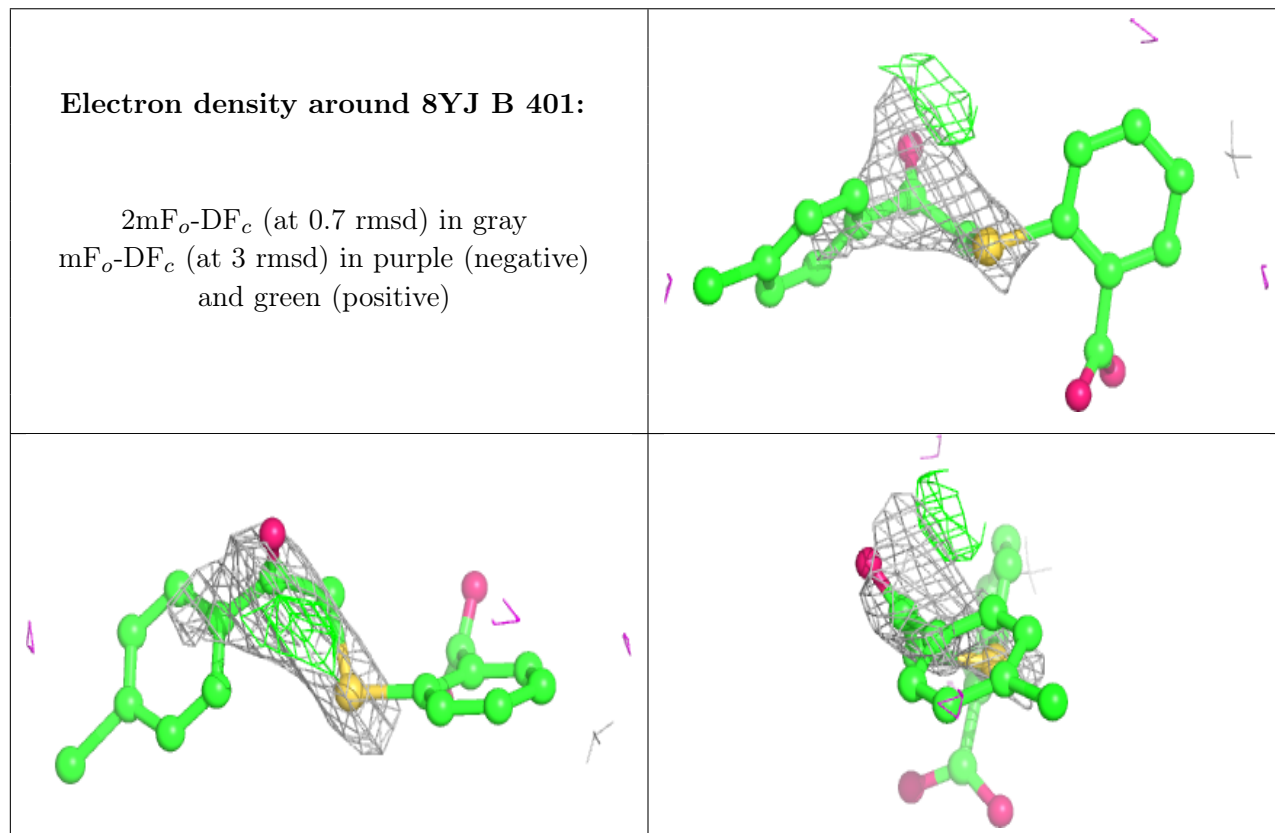 Electron density around 8YJ B 401:
2mFo-DFc (at 0.7 rmsd) in gray
mFo-DFc (at 3 rmsd) in purple (negative)
and green (positive)